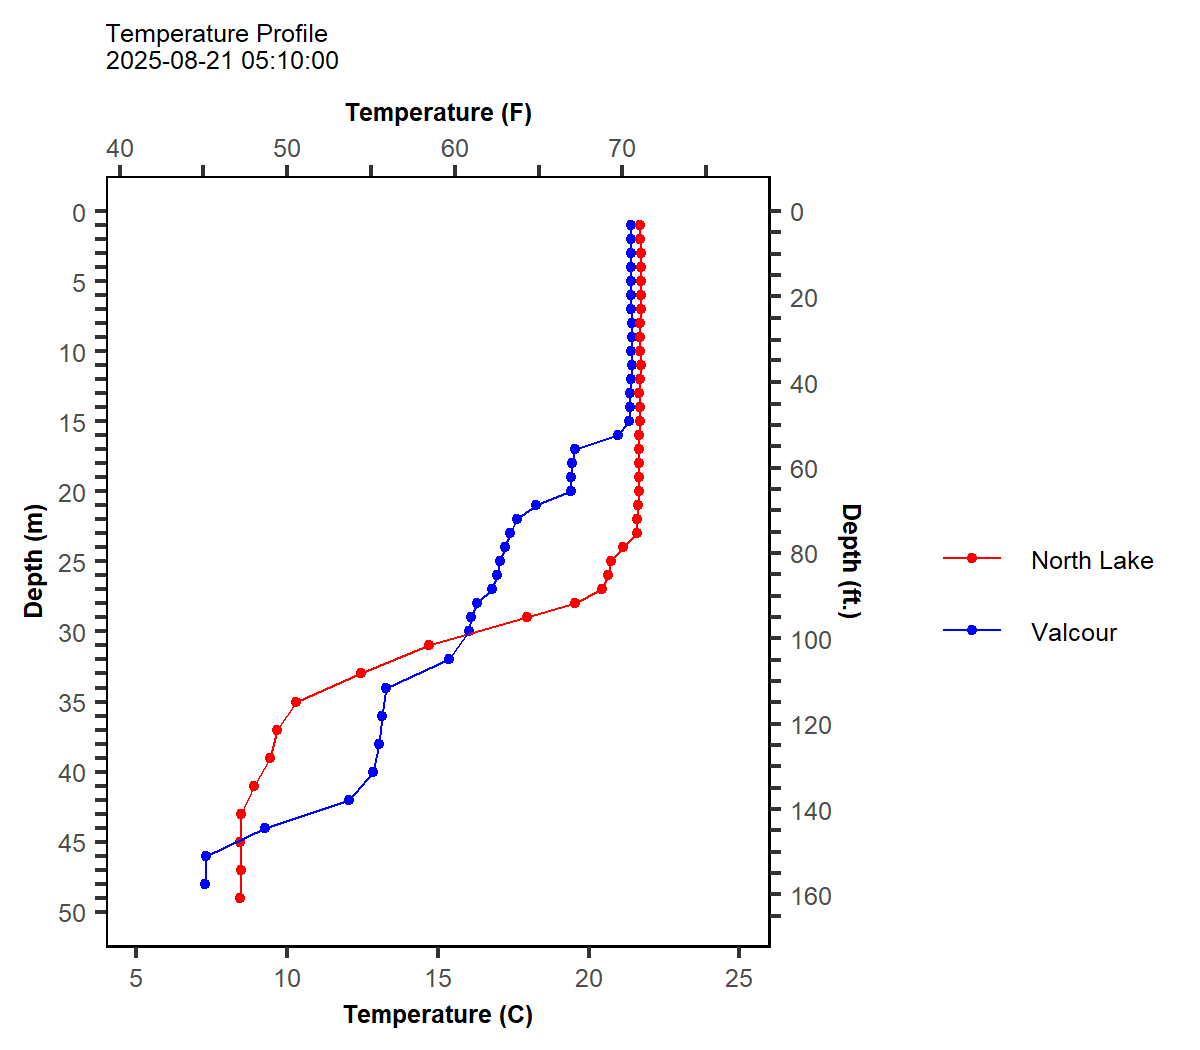 Temperature Profile
2025-08-21 05:10:00
Temperature (F)
40 50 60 70
0 0
5
20
10
40
15
60
20
80
25
100
30
120
35
40
140
45
160
50
Depth (m)
Depth (ft.)
North Lake
Valcour
5 10 15 20 25
Temperature (C)